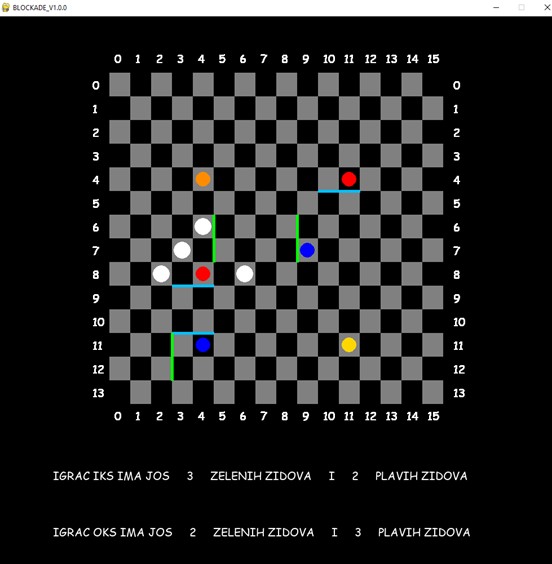 BLOCKADE_V1.0.0
0 1 2 3 4 5 6 7 8 9 10 11 12 13 14 15
0 0
1 1
2 2
3 3
4 4
5 5
6 6
7 7
8 8
9 9
10 10
11 11
12 12
13 13
0 1 2 3 4 5 6 7 8 9 10 11 12 13 14 15
IGRAC IKS IMA JOS 3 ZELENIH ZIDOVA I 2 PLAVIH ZIDOVA
IGRAC OKS IMA JOS 2 ZELENIH ZIDOVA I 3 PLAVIH ZIDOVA